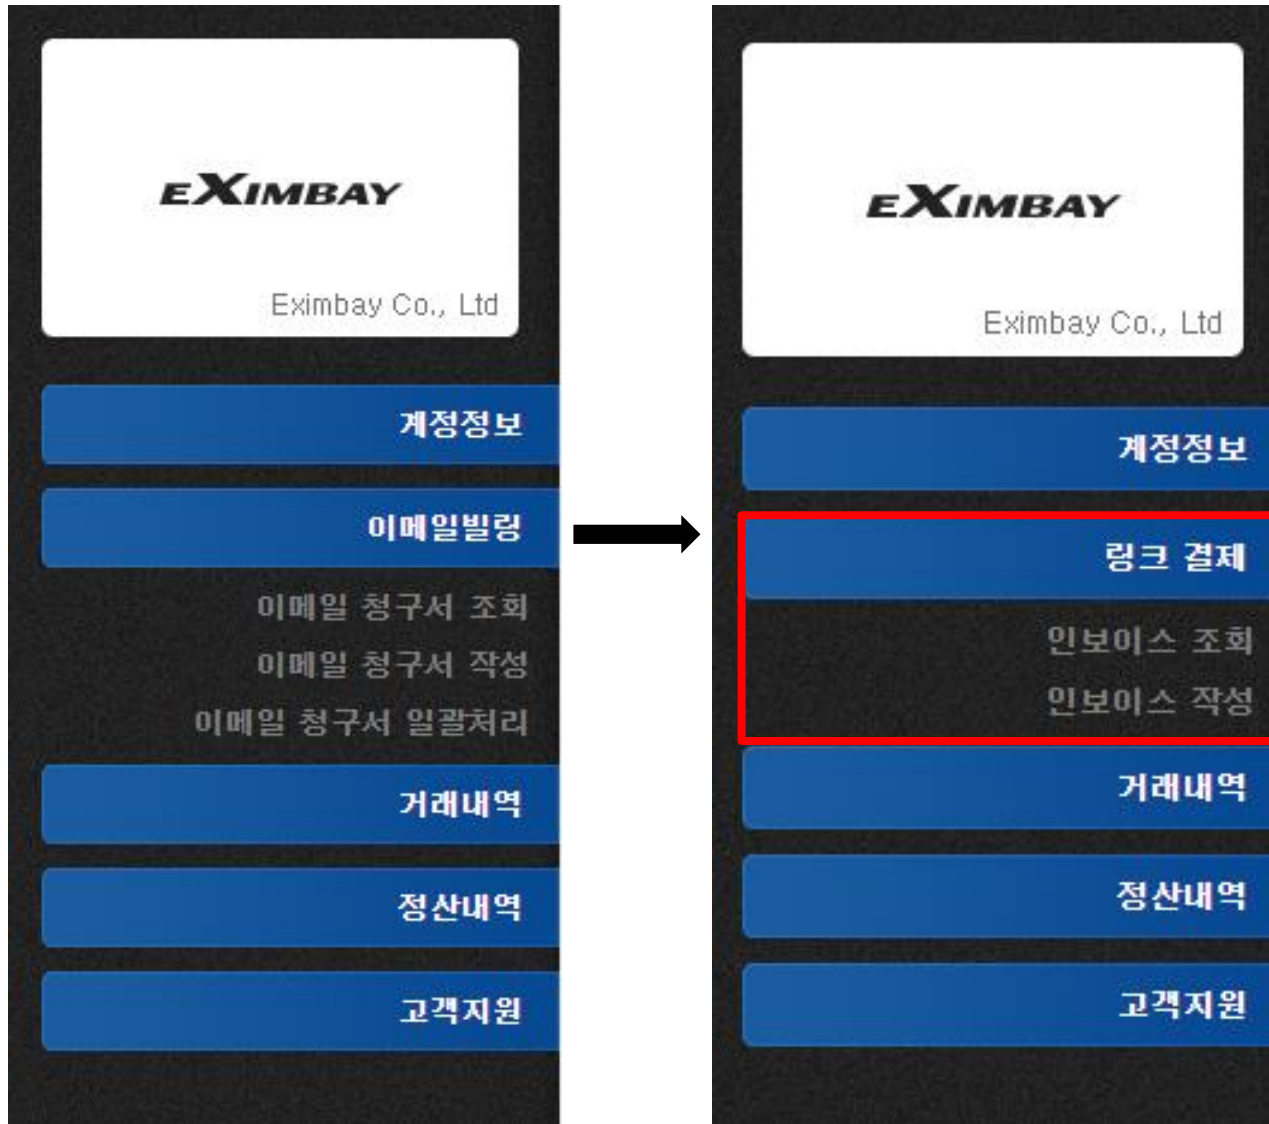 EXIMBAY
Eximbay Co., Ltd
계정정보
이메일빌링
이메일 청구서 조회
이메일 청구서 작성
이메일 청구서 일괄처리
거래내역
정산내역
고객지원
EXIMBAY
Eximbay Co., Ltd
계정정보
링크 결제
인보이스 조회
인보이스 작성
거래내역
정산내역
고객지원